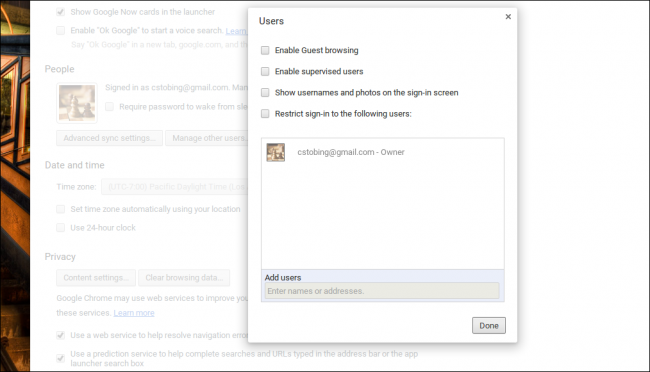 Show Google Now cards in the launcher
Enable "Ok Google" to start a voice search. Learn
Say "Ok Google" in a new tab, google.com, and th
People
Signed in as cstobing@gmail.com. Man
Require password to wake from sle
Advanced sync settings...
Manage other users..
Date and time
Time zone:
(UTC-7:00) Pacific Daylight Time (Los
Set time zone automatically using your location
Use 24-hour clock
Privacy
Content settings...
Clear browsing data...
Google Chrome may use web services to improve you
these services. Learn more
Use a web service to help resolve navigation erro
Use a prediction service to help complete searches and URLs typed in the address bar or the app
launcher search box
Users
Enable Guest browsing
Enable supervised users
Show usernames and photos on the sign-in screen
Restrict sign-in to the following users:
cstobing@gmail.com - Owner
Add users
Enter names or addresses.
Done